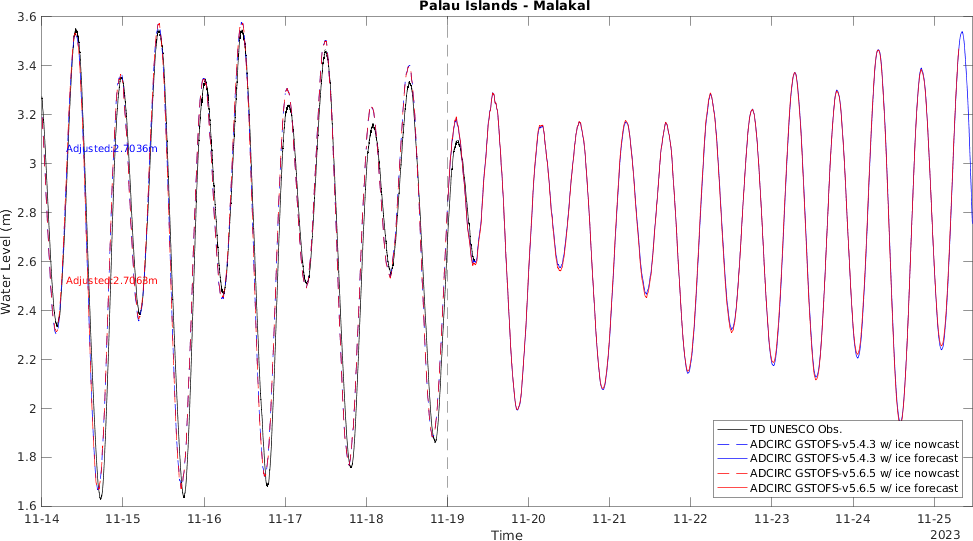 Palau Islands - Malakal
3.6
3.4
3.2
3
2.8
2.6
2.4
2.2
2
1.8
1.6
Water Level (m)
Adjusted:2.7036m
Adjusted:2.7063m
TD UNESCO Obs.
ADCIRC GSTOFS-v5.4.3 w/ ice nowcast
ADCIRC GSTOFS-v5.4.3 w/ ice forecast
ADCIRC GSTOFS-v5.6.5 w/ ice nowcast
ADCIRC GSTOFS-v5.6.5 w/ ice forecast
11-14 11-15 11-16 11-17 11-18 11-19 11-20 11-21 11-22 11-23 11-24 11-25
2023
Time